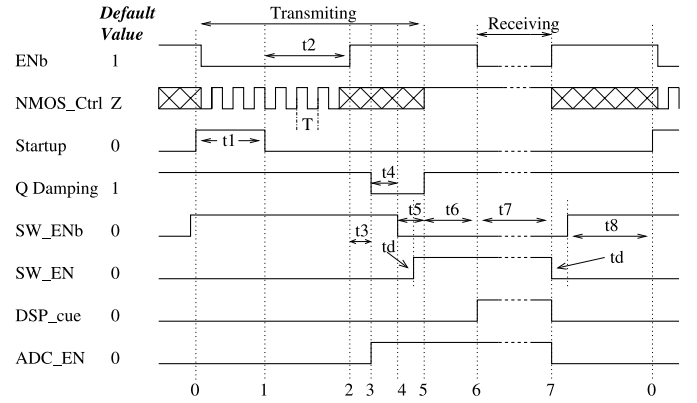 Default Value
Transmiting
Receiving
ENb 1
t2
NMOS_Ctrl Z
T
Startup 0
t1
Q Damping 1
t4
SW_ENb 0
t5 t6 t7
t3 t8
SW_EN 0
td td
DSP_cue 0
ADC_EN 0
0 1 2 3 4 5 6 7 0